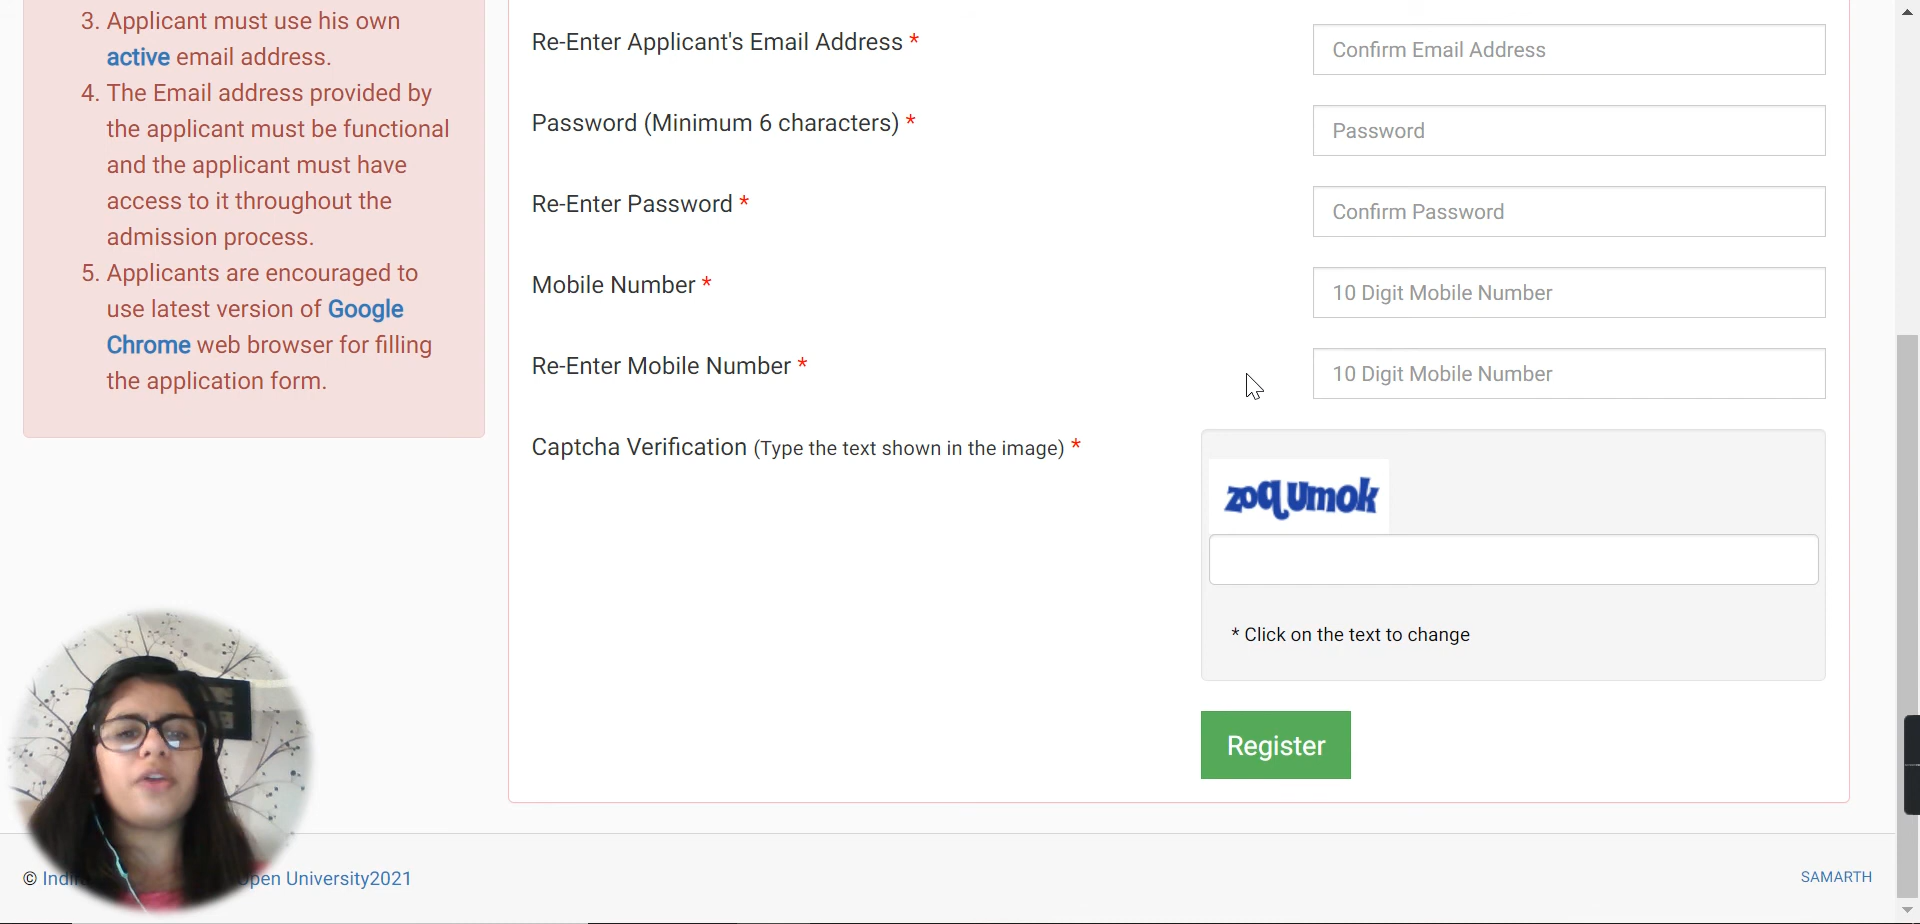 3. Applicant must use his own
active email address.
4. The Email address provided by
the applicant must be functional
and the applicant must have
access to it throughout the
admission process.
5. Applicants are encouraged to
use latest version of Google
Chrome web browser for filling
the application form.
Re-Enter Applicant's Email Address *
Confirm Email Address
Password (Minimum 6 characters) *
Password
Re-Enter Password *
Confirm Password
Mobile Number *
10 Digit Mobile Number
Re-Enter Mobile Number *
10 Digit Mobile Number
Captcha Verification (Type the text shown in the image) *
zoqumok
* Click on the text to change
Register
© University2021
SAMARTH